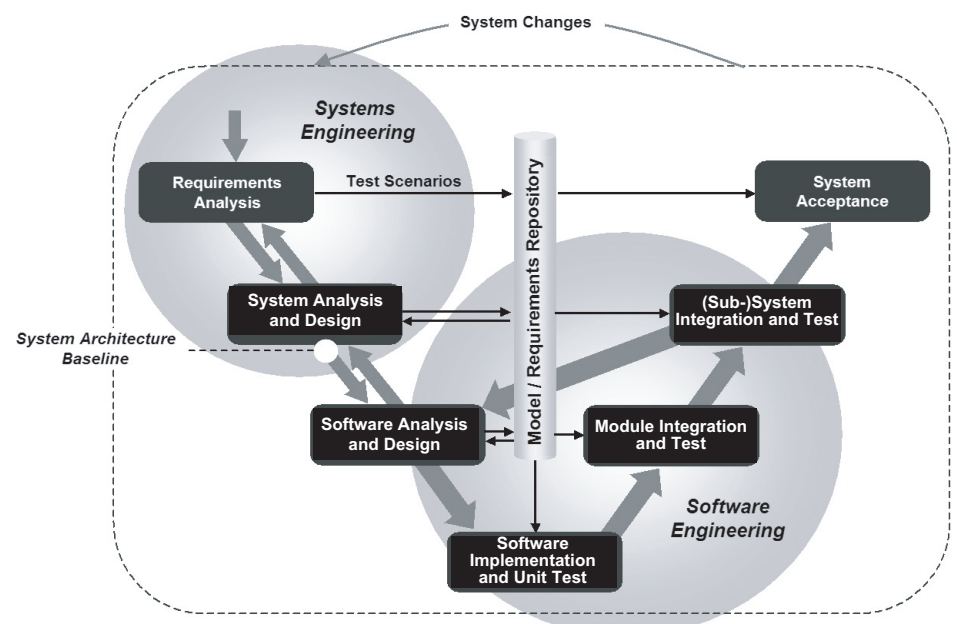 System Changes
Systems
Engineering
Requirements
Analysis
Test Scenarios
System
Acceptance
Model / Requirements Repository
System Analysis
and Design
(Sub-)System
Integration and Test
System Architecture
Baseline
Software Analysis
and Design
Module Integration
and Test
Software
Engineering
Software
Implementation
and Unit Test